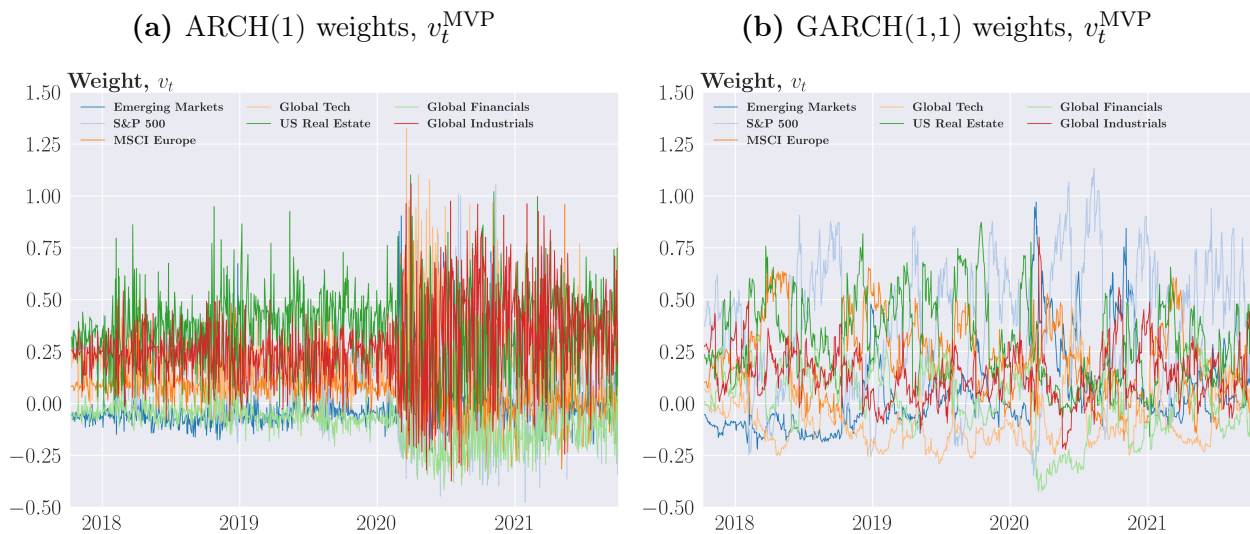 (a) ARCH(1) weights, v_t^MVP
Weight, v_t
1.50
1.25
1.00
0.75
0.50
0.25
0.00
−0.25
−0.50
Emerging Markets
S&P 500
MSCI Europe
Global Tech
US Real Estate
Global Financials
Global Industrials
2018
2019
2020
2021
(b) GARCH(1,1) weights, v_t^MVP
Weight, v_t
1.50
1.25
1.00
0.75
0.50
0.25
0.00
−0.25
−0.50
Emerging Markets
S&P 500
MSCI Europe
Global Tech
US Real Estate
Global Financials
Global Industrials
2018
2019
2020
2021